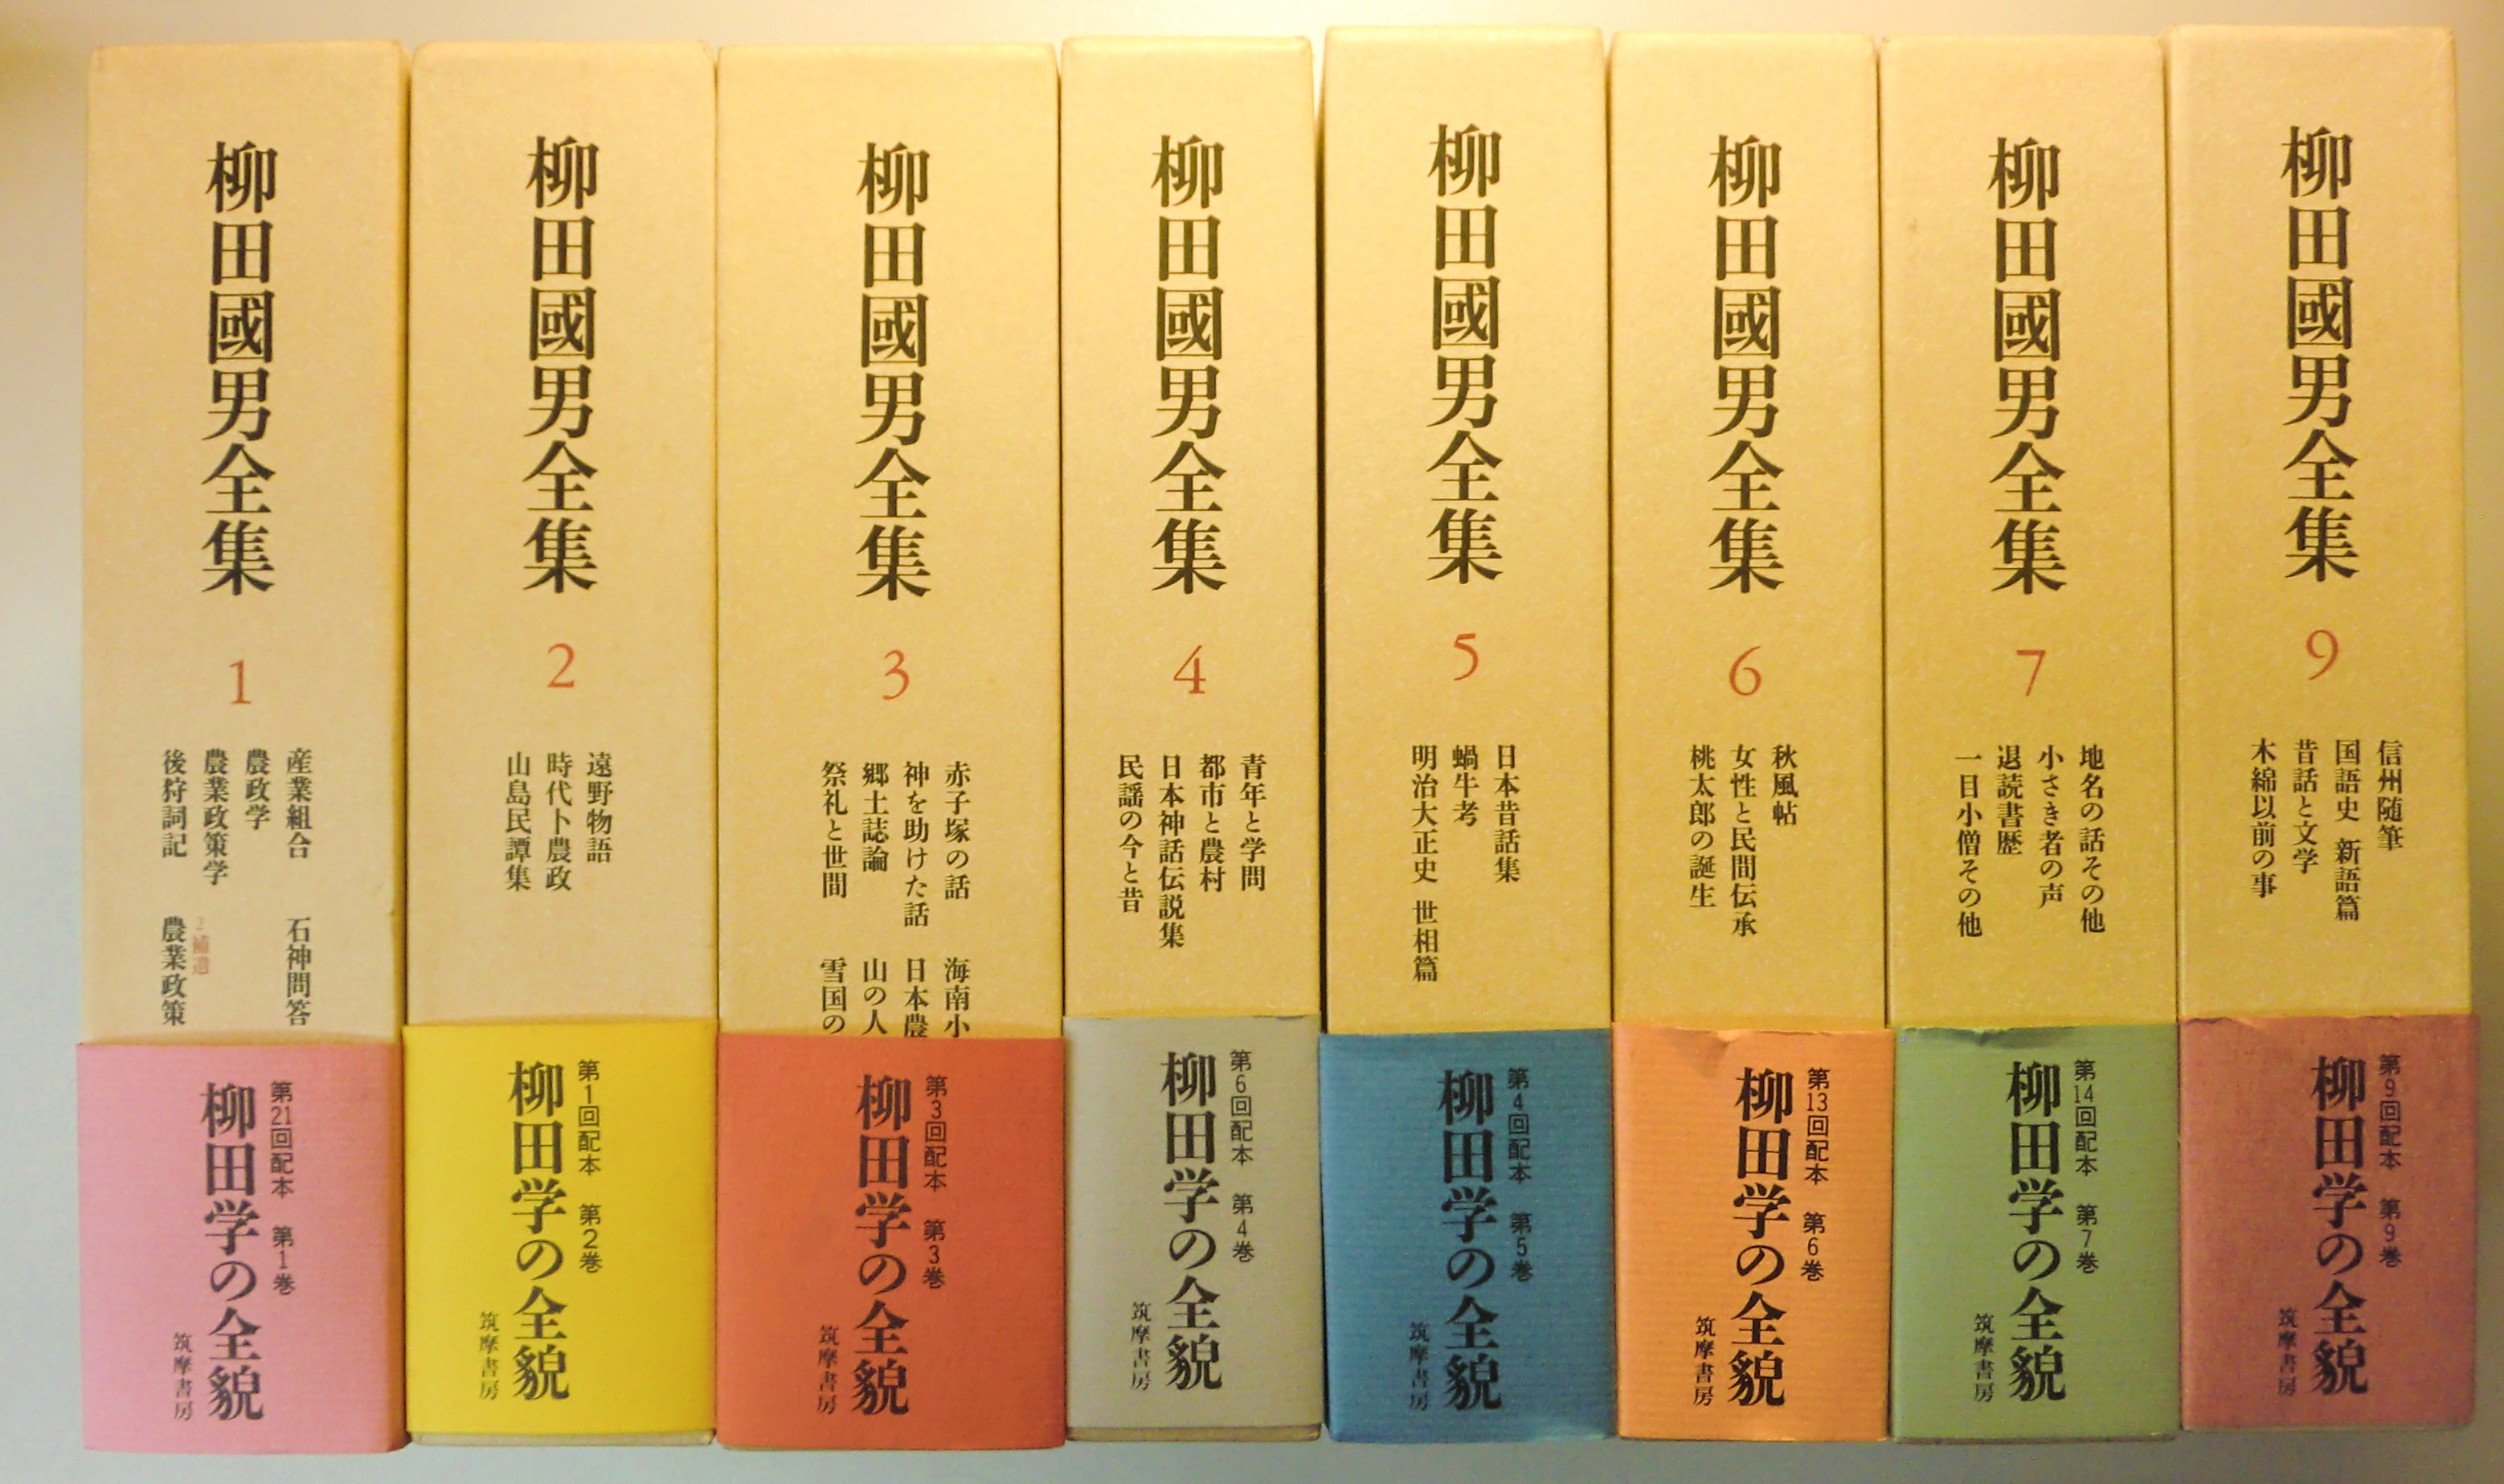 柳田國男全集
1
産業組合　石神問答
農政学
農業政策学
2補遺
後狩詞記　農業政策
第21回配本　第1巻
柳田学の全貌
筑摩書房
柳田國男全集
2
遠野物語
時代ト農政
山島民譚集
第1回配本　第2巻
柳田学の全貌
筑摩書房
柳田國男全集
3
赤子塚の話　海南小
神を助けた話　日本農
郷土誌論　山の人
祭礼と世間　雪国の
第3回配本　第3巻
柳田学の全貌
筑摩書房
柳田國男全集
4
青年と学問
都市と農村
日本神話伝説集
民謡の今と昔
第6回配本　第4巻
柳田学の全貌
筑摩書房
柳田國男全集
5
日本昔話集
蝸牛考
明治大正史　世相篇
第4回配本　第5巻
柳田学の全貌
筑摩書房
柳田國男全集
6
秋風帖
女性と民間伝承
桃太郎の誕生
第13回配本　第6巻
柳田学の全貌
筑摩書房
柳田國男全集
7
地名の話その他
小さき者の声
退読書歴
一目小僧その他
第14回配本　第7巻
柳田学の全貌
筑摩書房
柳田國男全集
9
信州随筆
国語史　新語篇
昔話と文学
木綿以前の事
第9回配本　第9巻
柳田学の全貌
筑摩書房